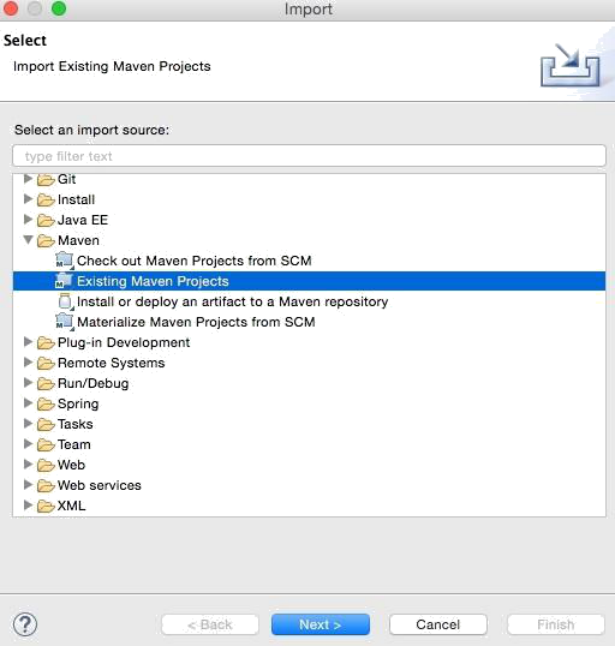 Import
Select
Import Existing Maven Projects
Select an import source:
type filter text
Git
Install
Java EE
Maven
Check out Maven Projects from SCM
Existing Maven Projects
Install or deploy an artifact to a Maven repository
Materialize Maven Projects from SCM
Plug-in Development
Remote Systems
Run/Debug
Spring
Tasks
Team
Web
Web services
XML
? < Back Next > Cancel Finish